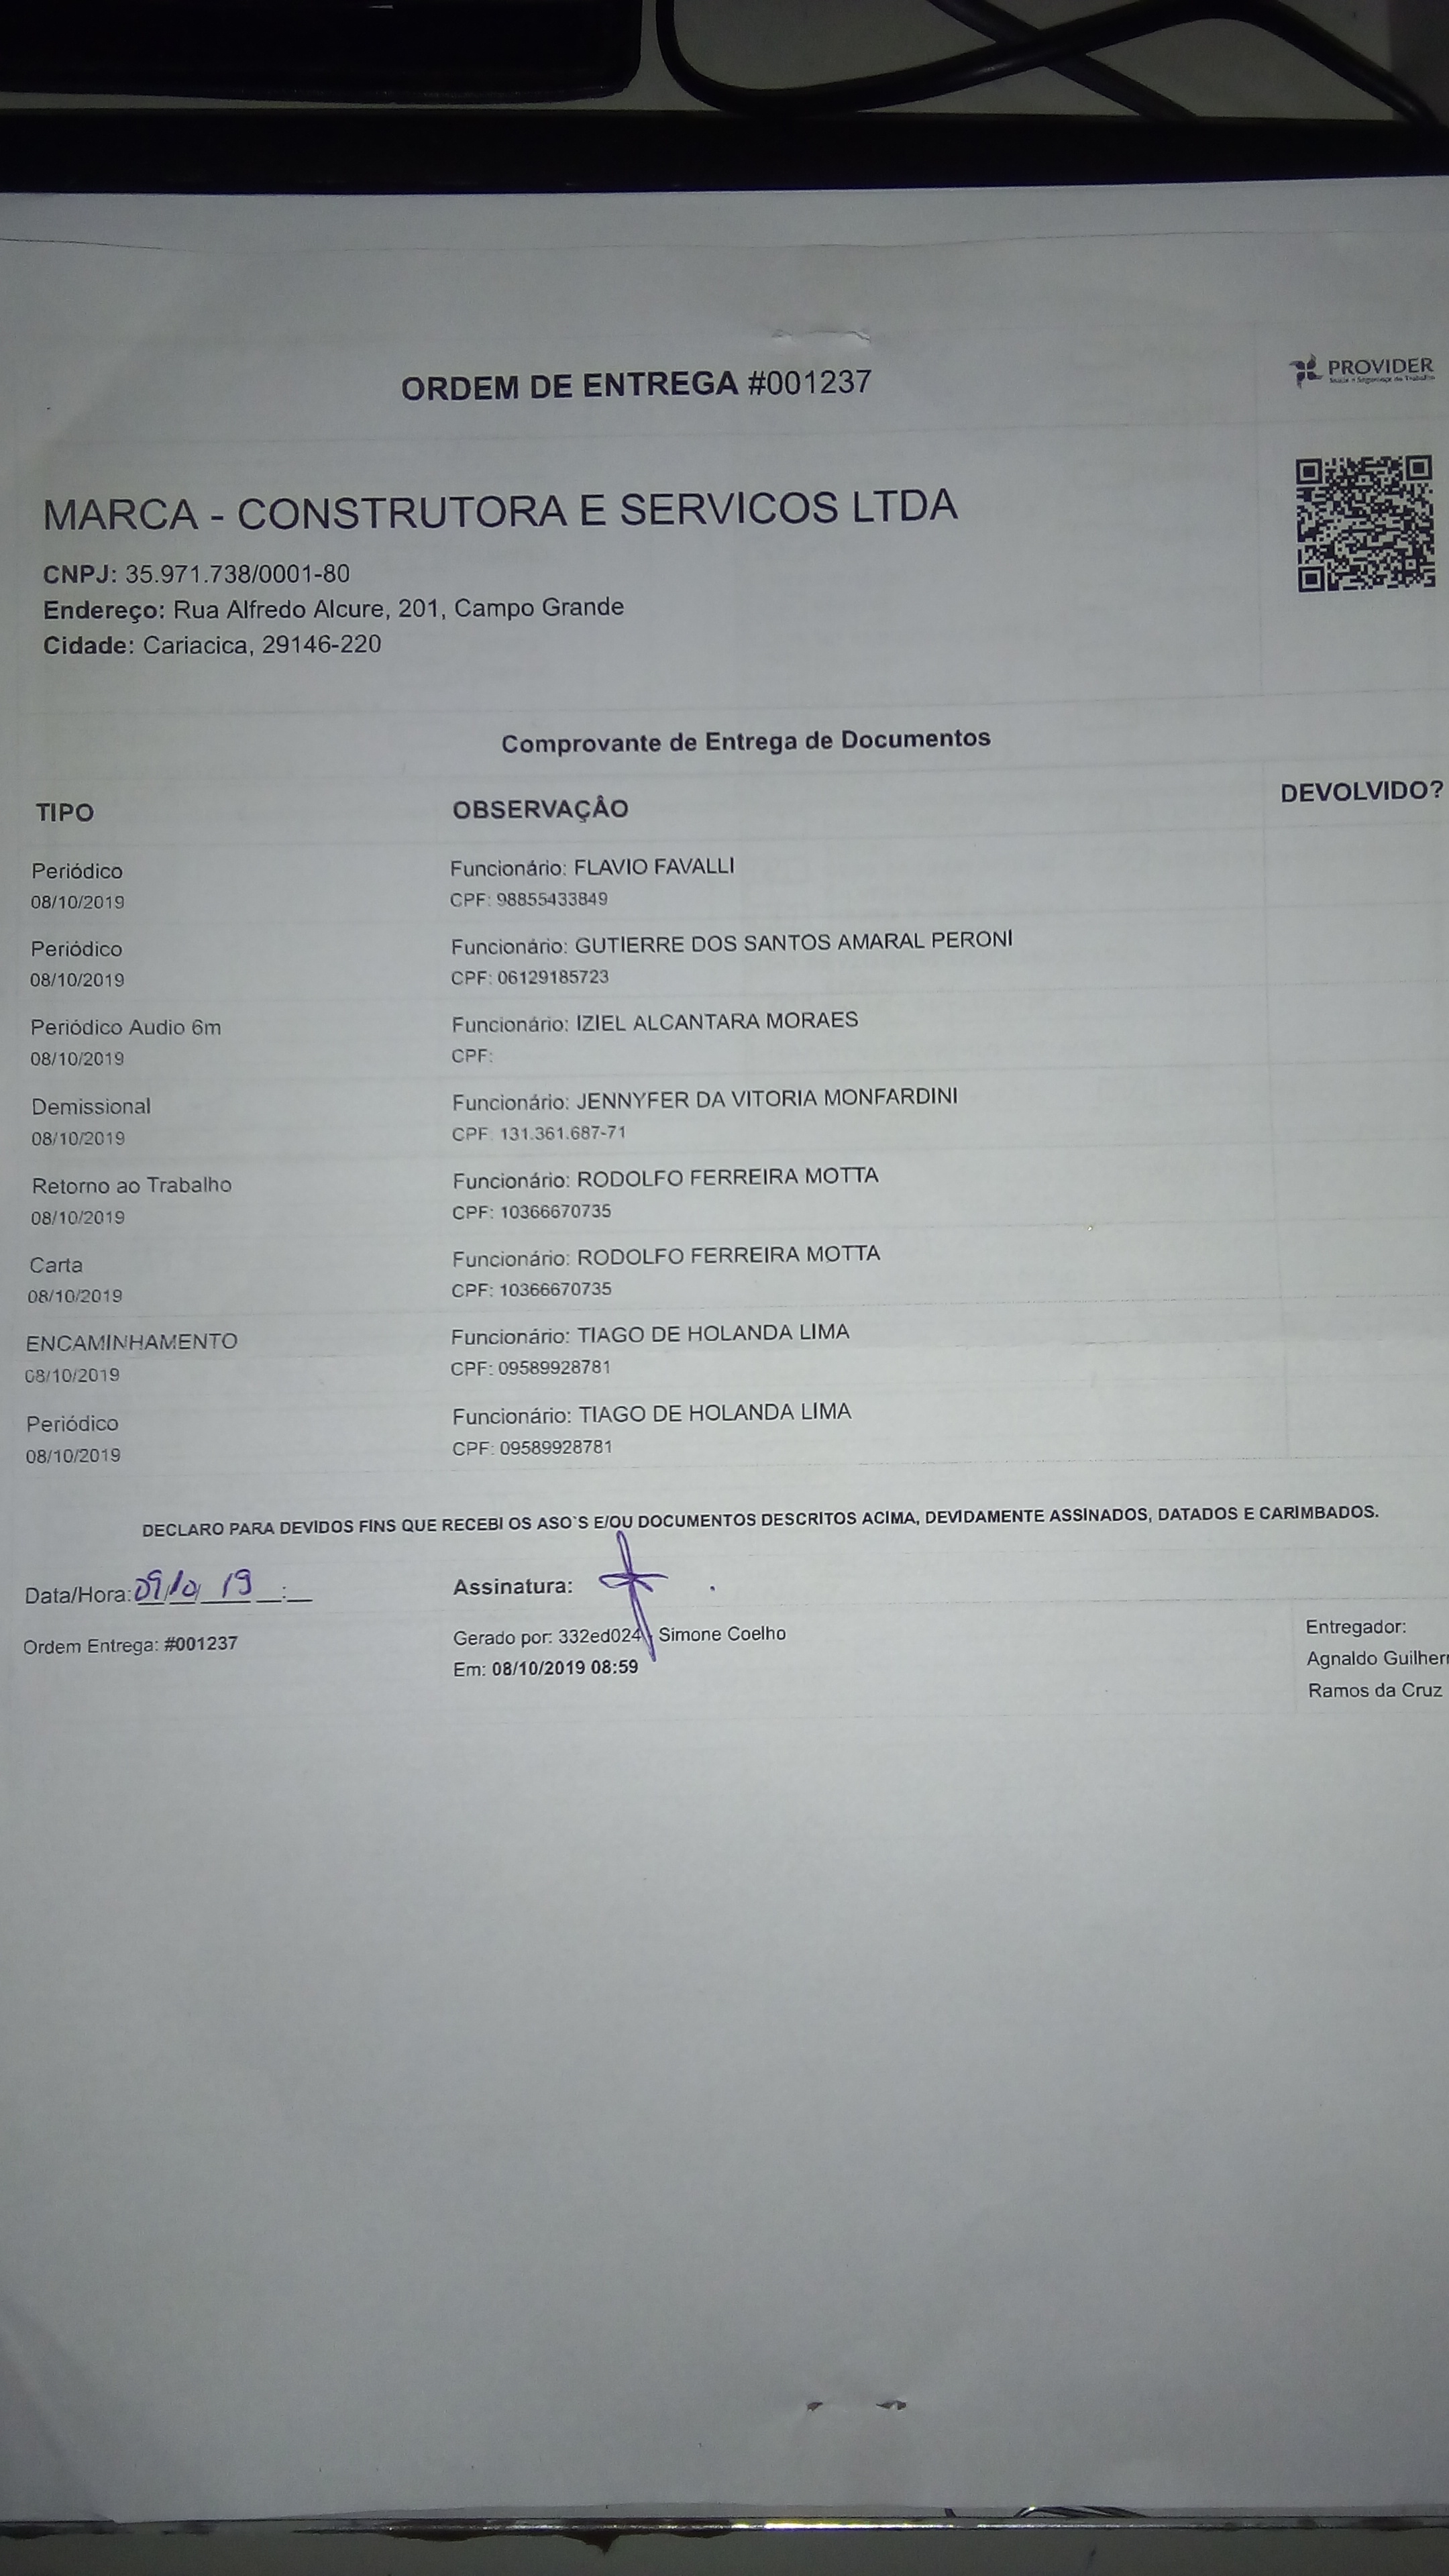 ORDEM DE ENTREGA #001237
PROVIDER
Saúde e Segurança do Trabalho
MARCA - CONSTRUTORA E SERVICOS LTDA
CNPJ: 35.971.738/0001-80
Endereço: Rua Alfredo Alcure, 201, Campo Grande
Cidade: Cariacica, 29146-220
Comprovante de Entrega de Documentos
TIPO OBSERVAÇÂO DEVOLVIDO?
Periódico Funcionário: FLAVIO FAVALLI
08/10/2019 CPF: 98855433849
Periódico Funcionário: GUTIERRE DOS SANTOS AMARAL PERONI
08/10/2019 CPF: 06129185723
Periódico Audio 6m Funcionário: IZIEL ALCANTARA MORAES
08/10/2019 CPF:
Demissional Funcionário: JENNYFER DA VITORIA MONFARDINI
08/10/2019 CPF: 131.361.687-71
Retorno ao Trabalho Funcionário: RODOLFO FERREIRA MOTTA
08/10/2019 CPF: 10366670735
Carta Funcionário: RODOLFO FERREIRA MOTTA
08/10/2019 CPF: 10366670735
ENCAMINHAMENTO Funcionário: TIAGO DE HOLANDA LIMA
08/10/2019 CPF: 09589928781
Periódico Funcionário: TIAGO DE HOLANDA LIMA
08/10/2019 CPF: 09589928781
DECLARO PARA DEVIDOS FINS QUE RECEBI OS ASO`S E/OU DOCUMENTOS DESCRITOS ACIMA, DEVIDAMENTE ASSINADOS, DATADOS E CARIMBADOS.
Data/Hora: 09/10/19 __:__ Assinatura:
Ordem Entrega: #001237 Gerado por: 332ed024 - Simone Coelho Entregador:
Em: 08/10/2019 08:59 Agnaldo Guilher
Ramos da Cruz